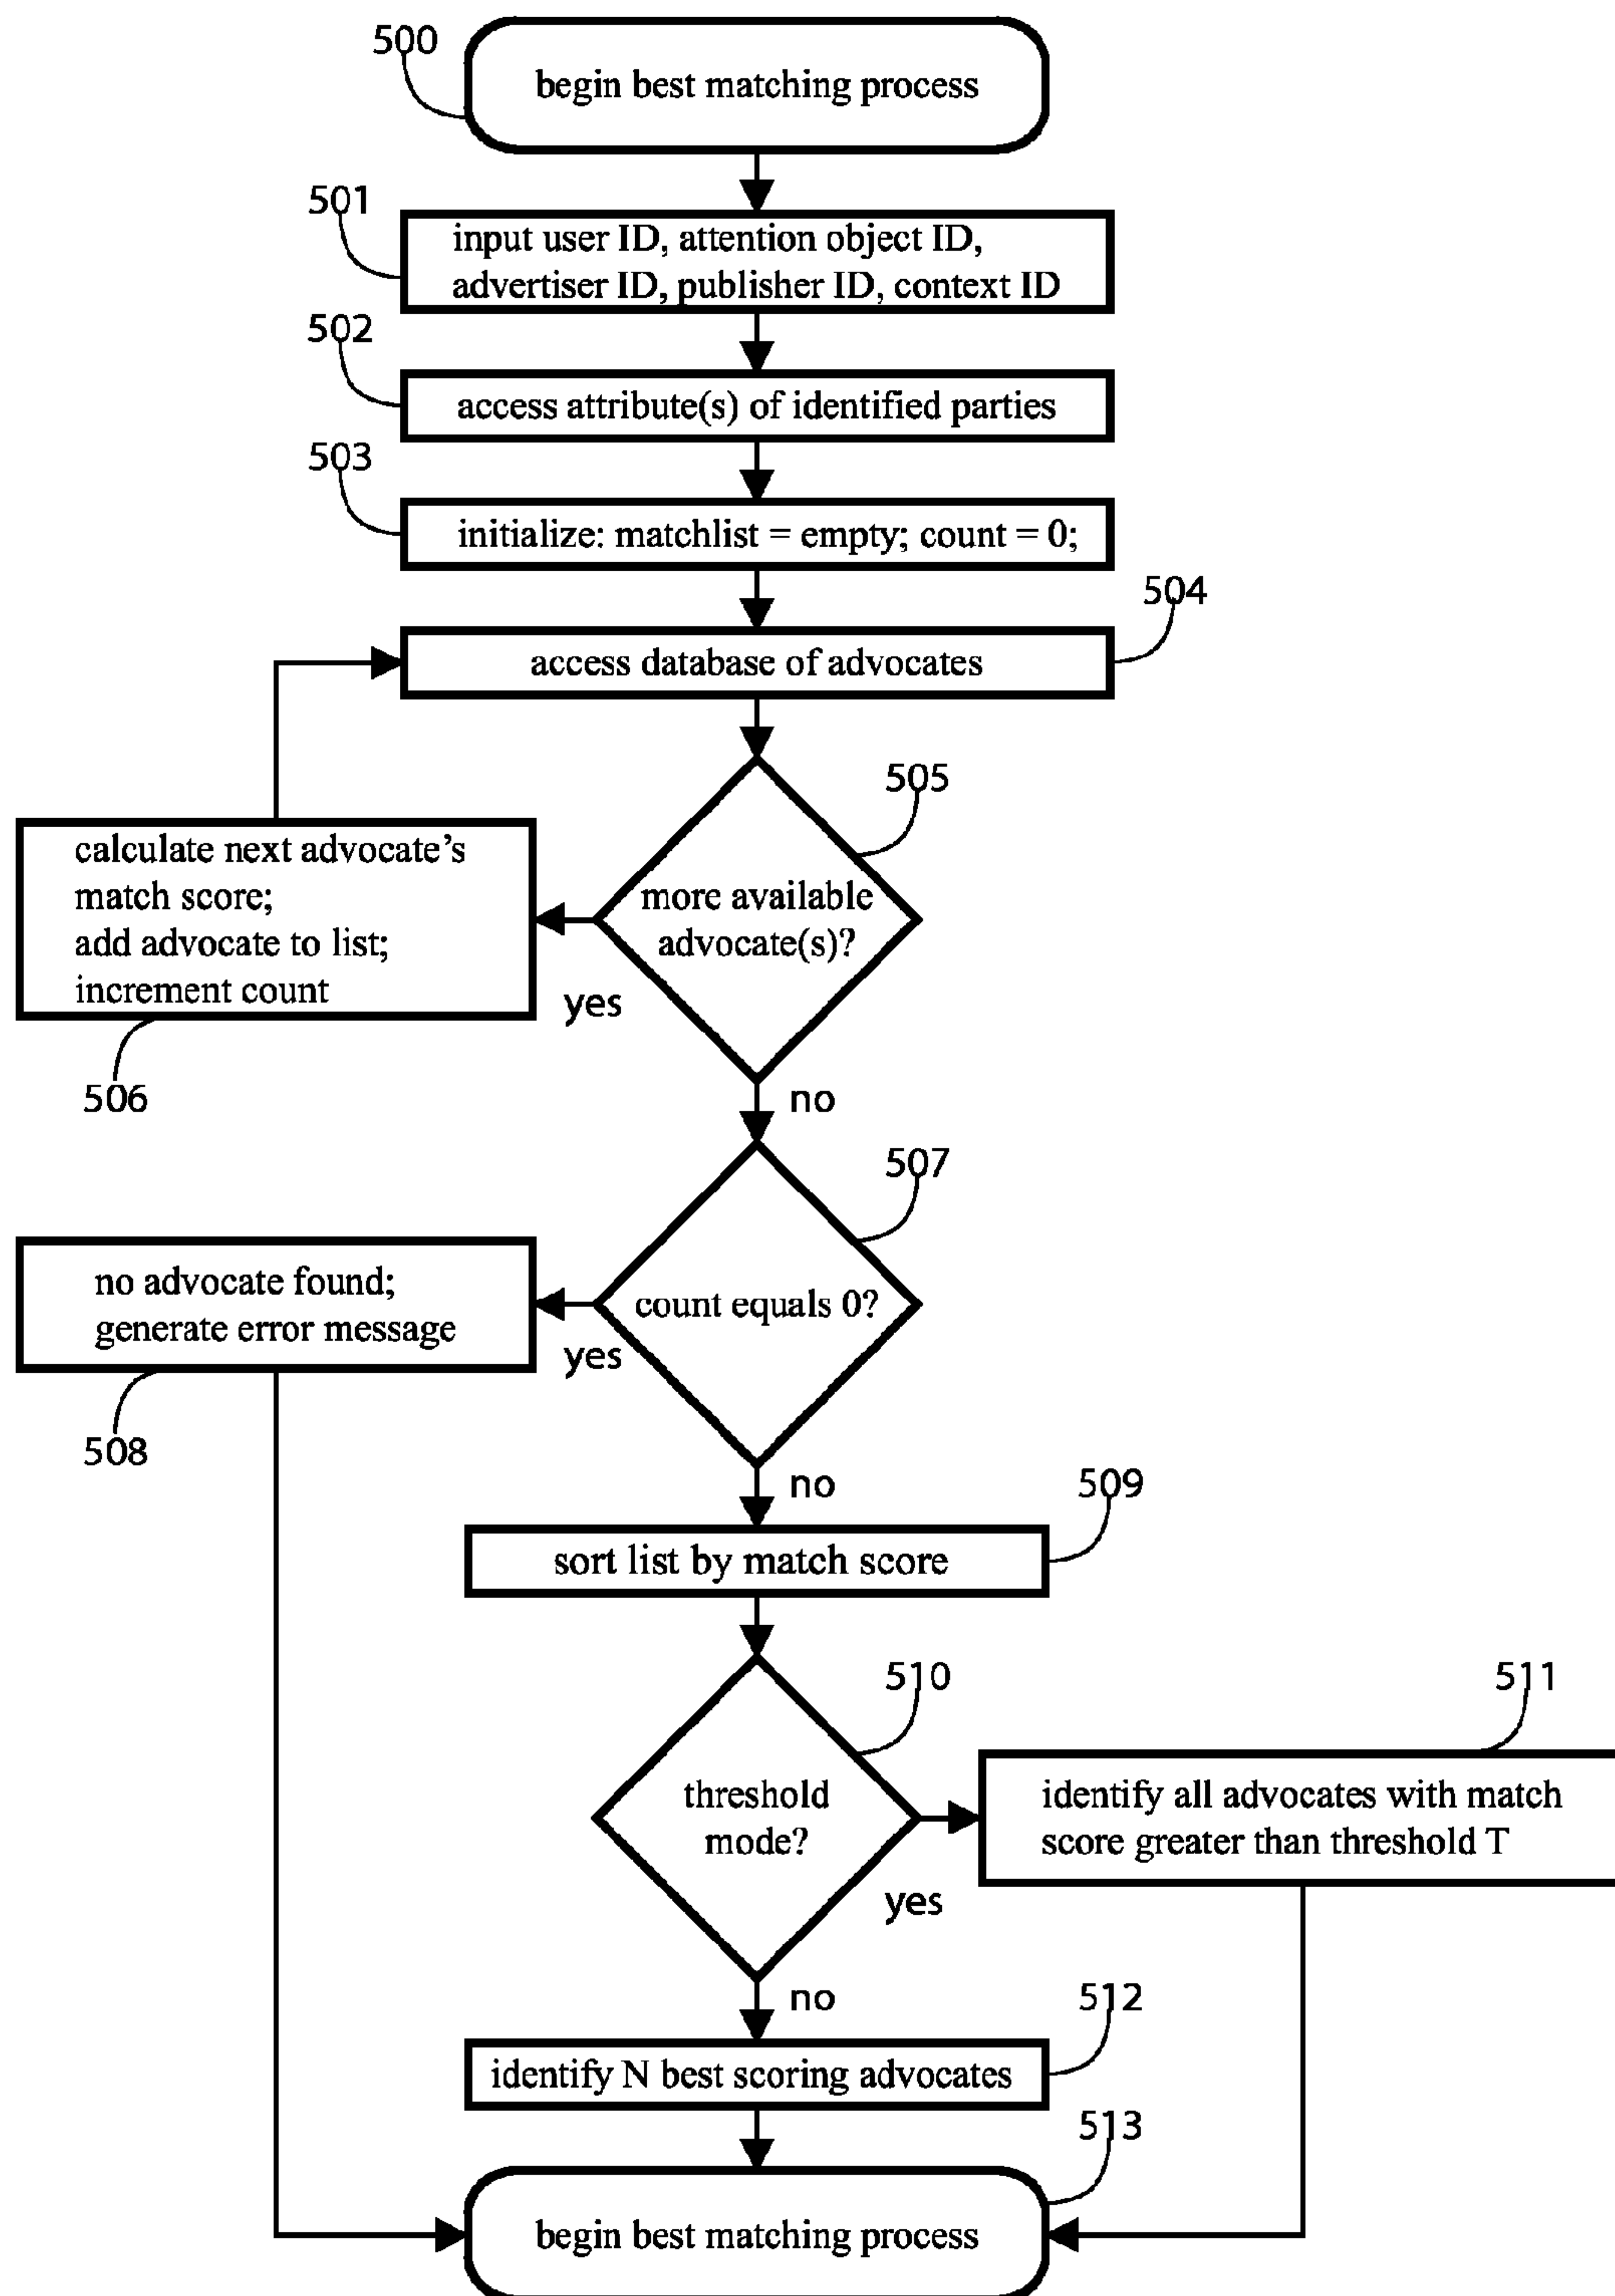 500
begin best matching process
501
input user ID, attention object ID,
advertiser ID, publisher ID, context ID
502
access attribute(s) of identified parties
503
initialize: matchlist = empty; count = 0;
504
access database of advocates
505
more available
advocate(s)?
calculate next advocate’s
match score;
add advocate to list;
increment count
yes
506
no
507
count equals 0?
no advocate found;
generate error message
yes
508
no
509
sort list by match score
510
threshold
mode?
511
identify all advocates with match
score greater than threshold T
yes
no
512
identify N best scoring advocates
513
begin best matching process